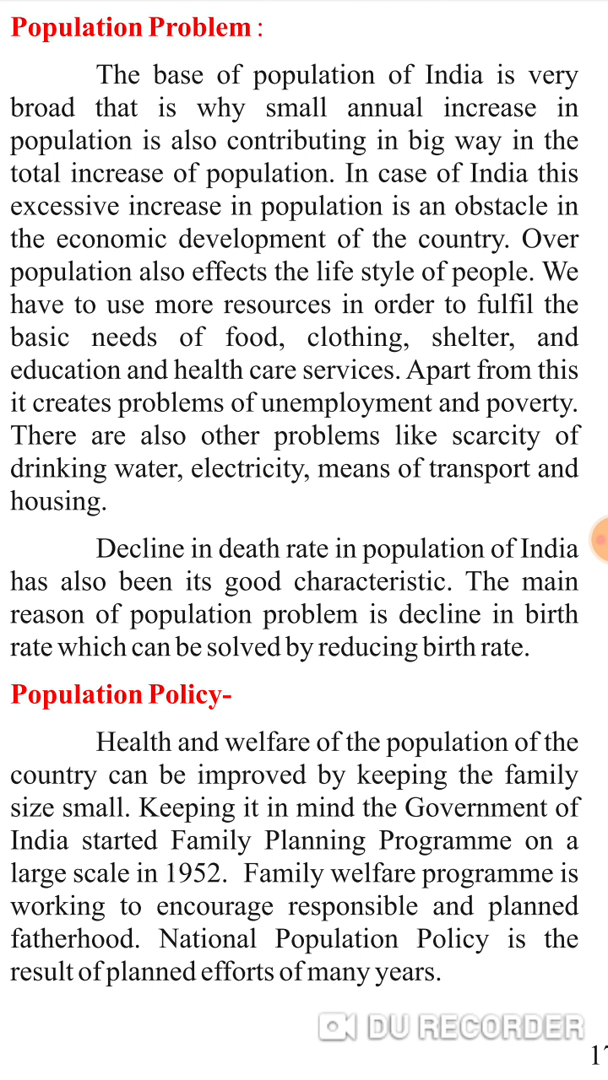 Population Problem :
The base of population of India is very
broad that is why small annual increase in
population is also contributing in big way in the
total increase of population. In case of India this
excessive increase in population is an obstacle in
the economic development of the country. Over
population also effects the life style of people. We
have to use more resources in order to fulfil the
basic needs of food, clothing, shelter, and
education and health care services. Apart from this
it creates problems of unemployment and poverty.
There are also other problems like scarcity of
drinking water, electricity, means of transport and
housing.
Decline in death rate in population of India
has also been its good characteristic. The main
reason of population problem is decline in birth
rate which can be solved by reducing birth rate.
Population Policy-
Health and welfare of the population of the
country can be improved by keeping the family
size small. Keeping it in mind the Government of
India started Family Planning Programme on a
large scale in 1952. Family welfare programme is
working to encourage responsible and planned
fatherhood. National Population Policy is the
result of planned efforts of many years.
DU RECORDER